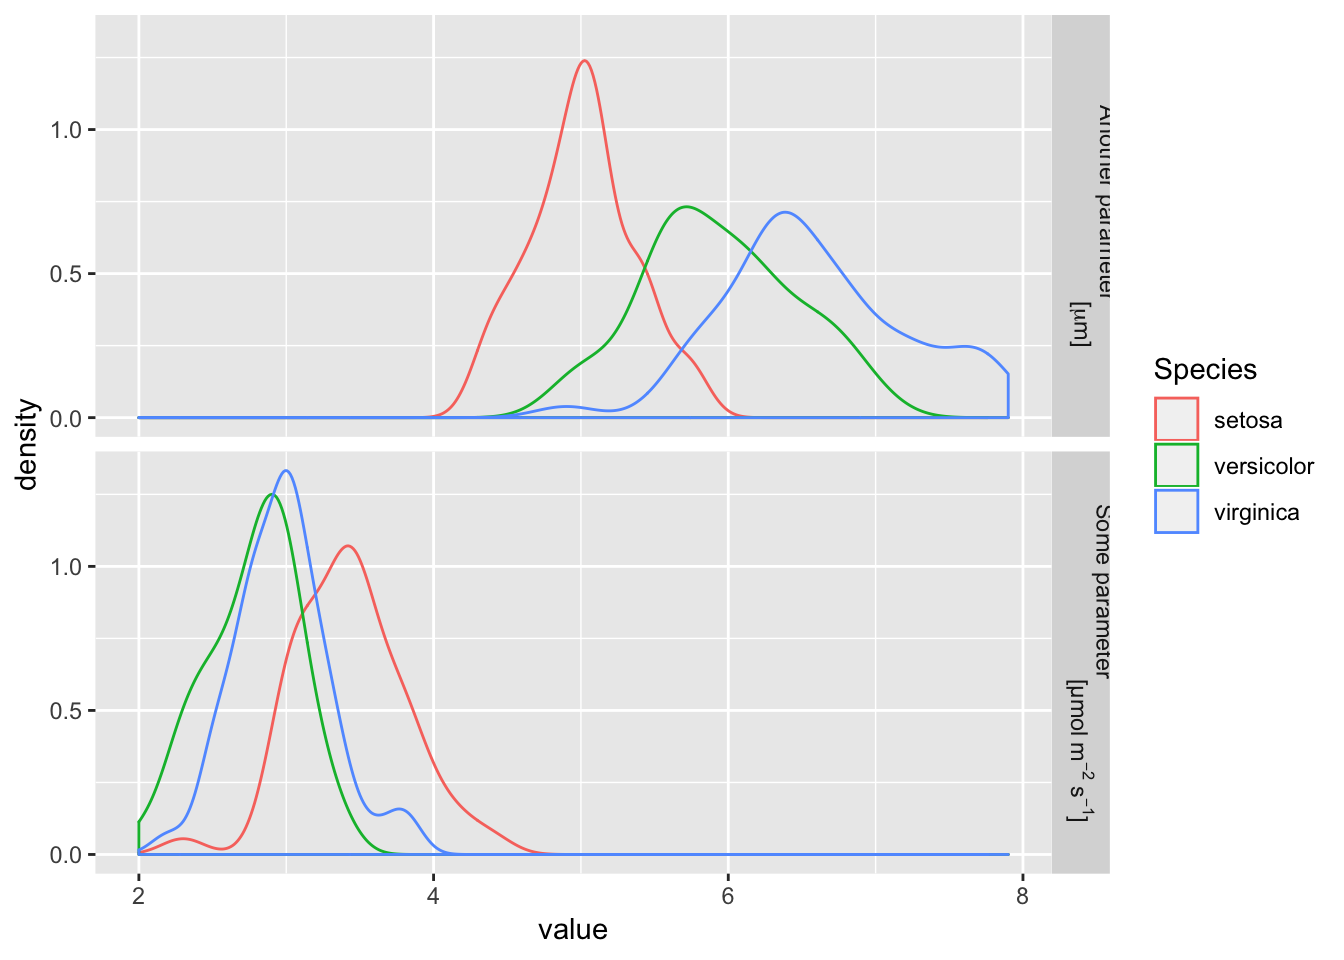 density
1.0
0.5
0.0
Another parameter
[µm]
1.0
0.5
0.0
Some parameter
[µmol m⁻² s⁻¹]
2 4 6 8
value
Species
setosa
versicolor
virginica